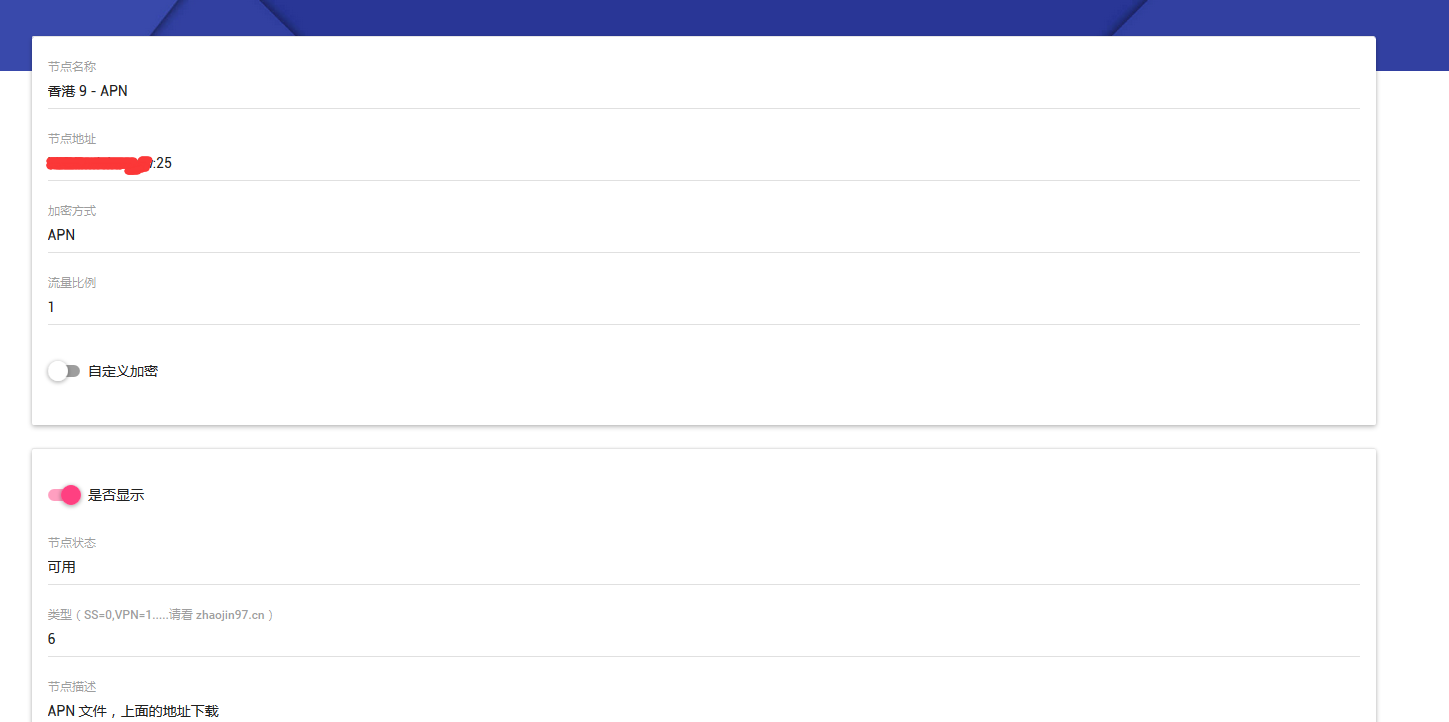 节点名称
香港 9 - APN
节点地址
:25
加密方式
APN
流量比例
1
自定义加密
是否显示
节点状态
可用
类型（SS=0,VPN=1.....请看 zhaojin97.cn）
6
节点描述
APN 文件，上面的地址下载